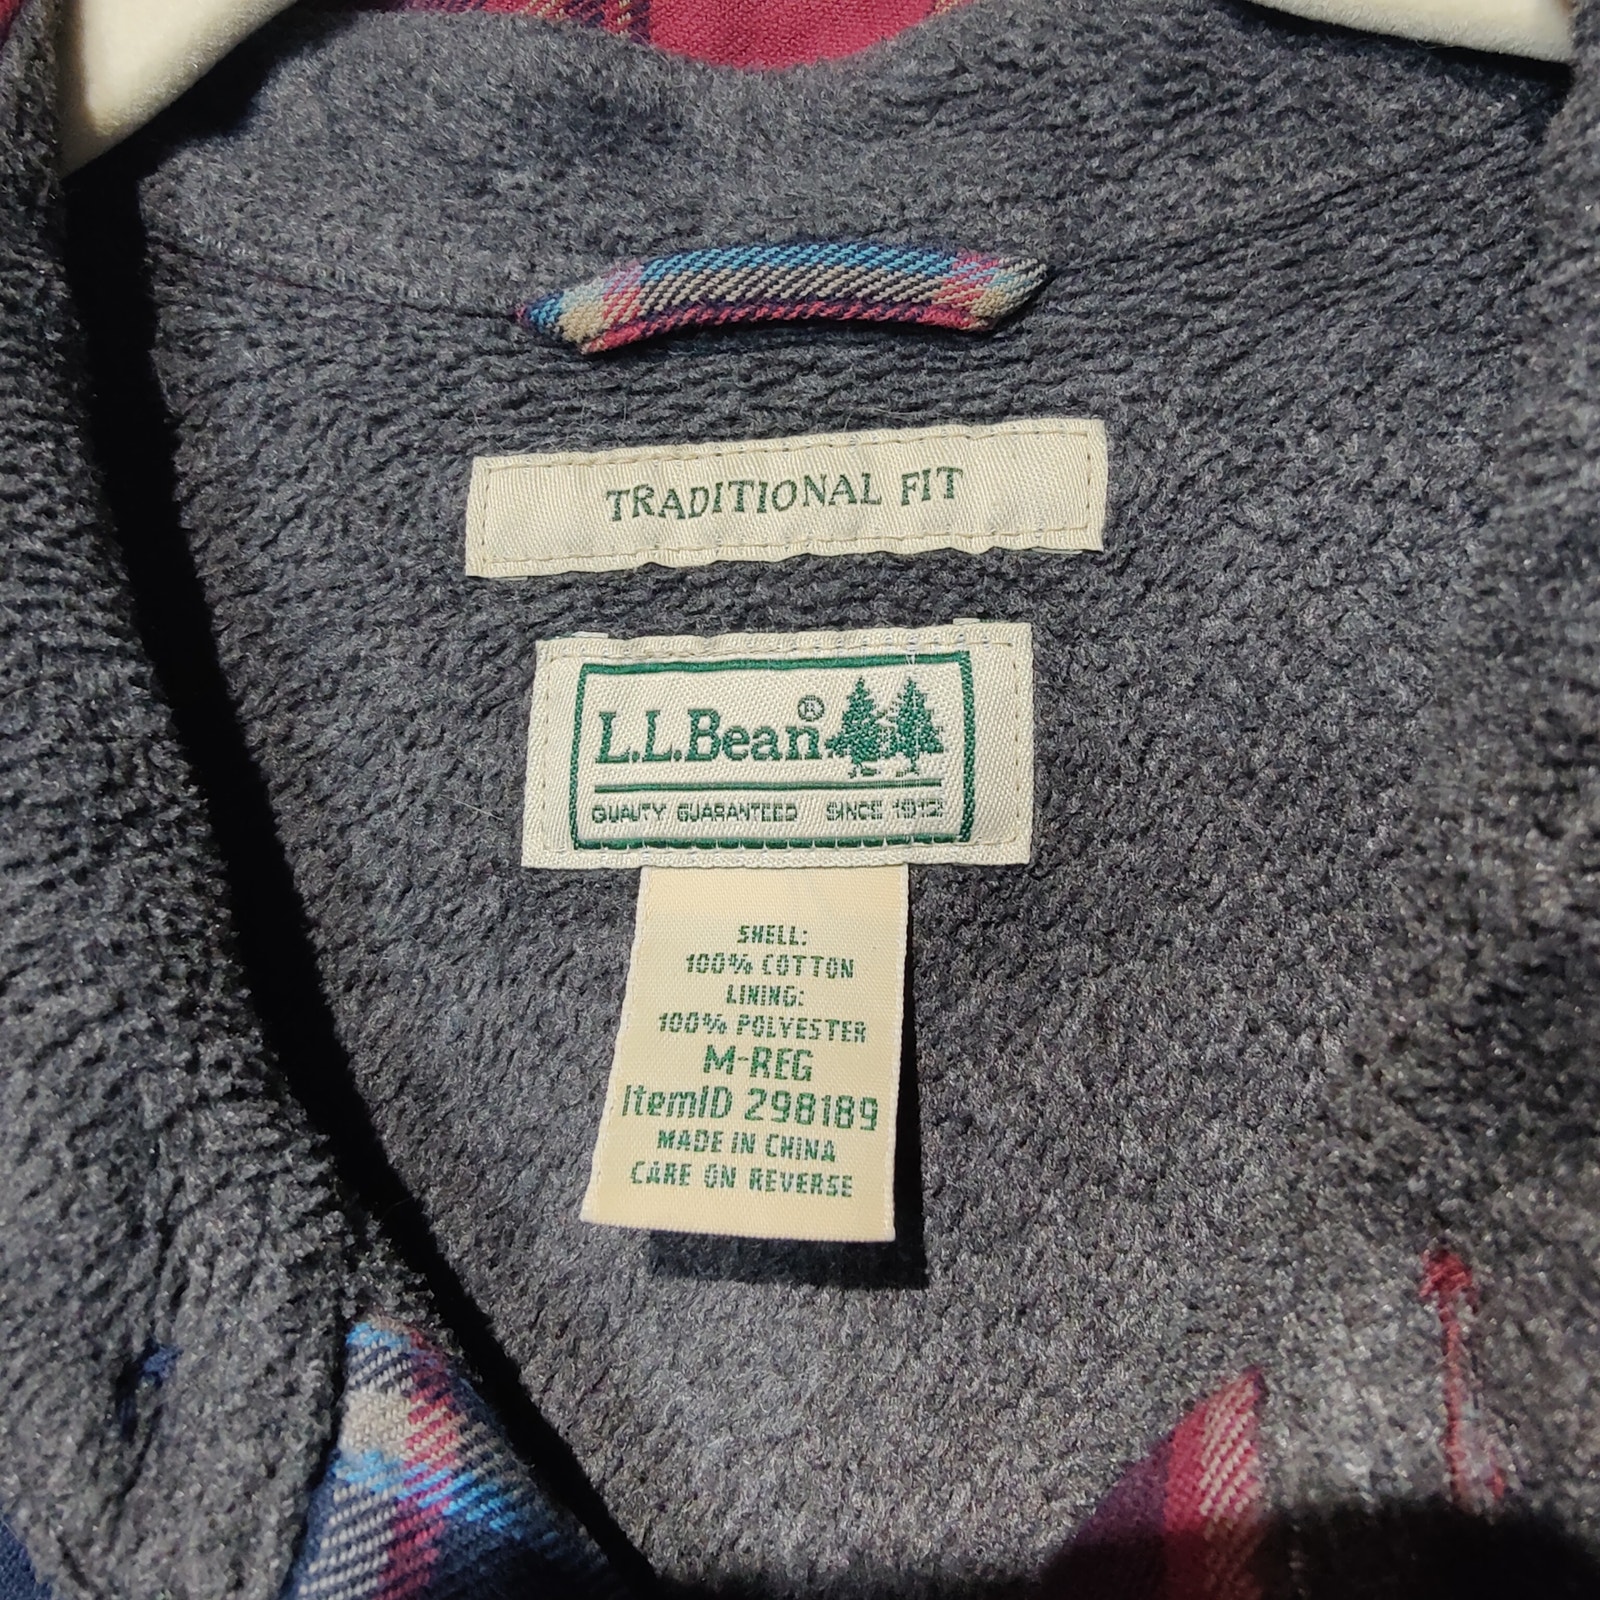 TRADITIONAL FIT
L.L.Bean®
QUALITY GUARANTEED SINCE 1912
SHELL:
100% COTTON
LINING:
100% POLYESTER
M-REG
ItemID 298189
MADE IN CHINA
CARE ON REVERSE